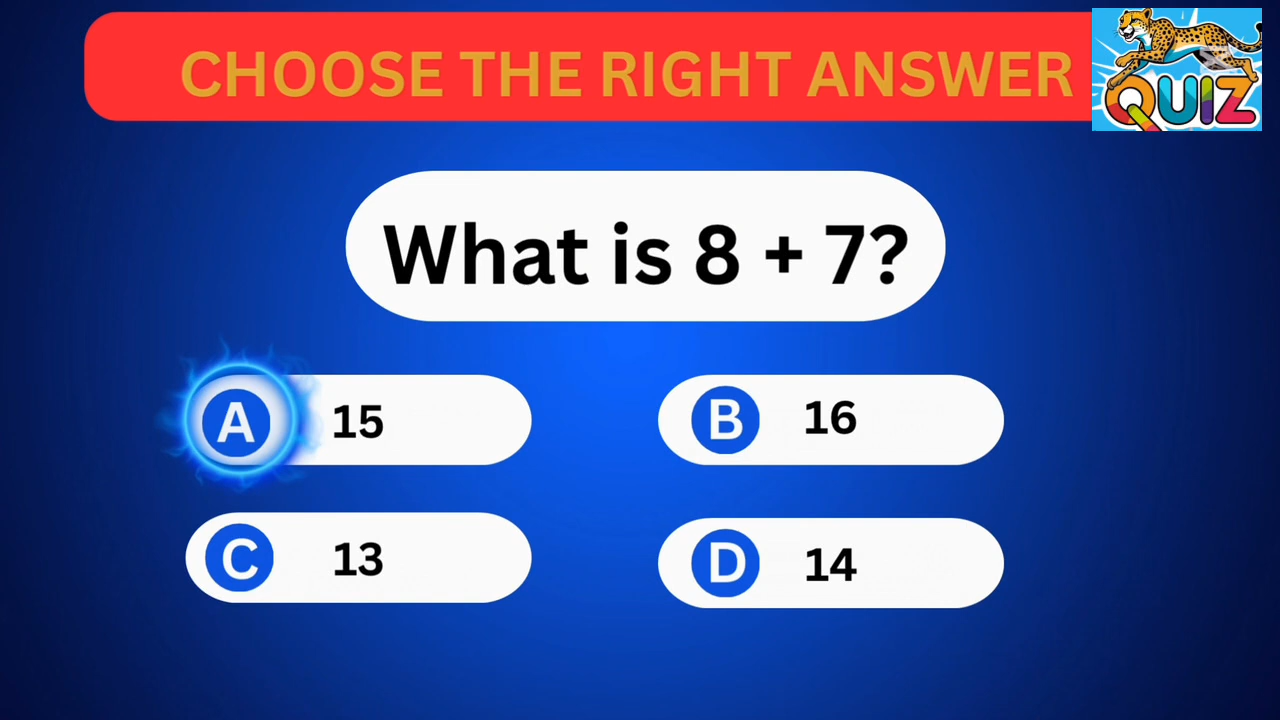 CHOOSE THE RIGHT ANSWER
QUIZ
What is 8 + 7?
A 15
B 16
C 13
D 14